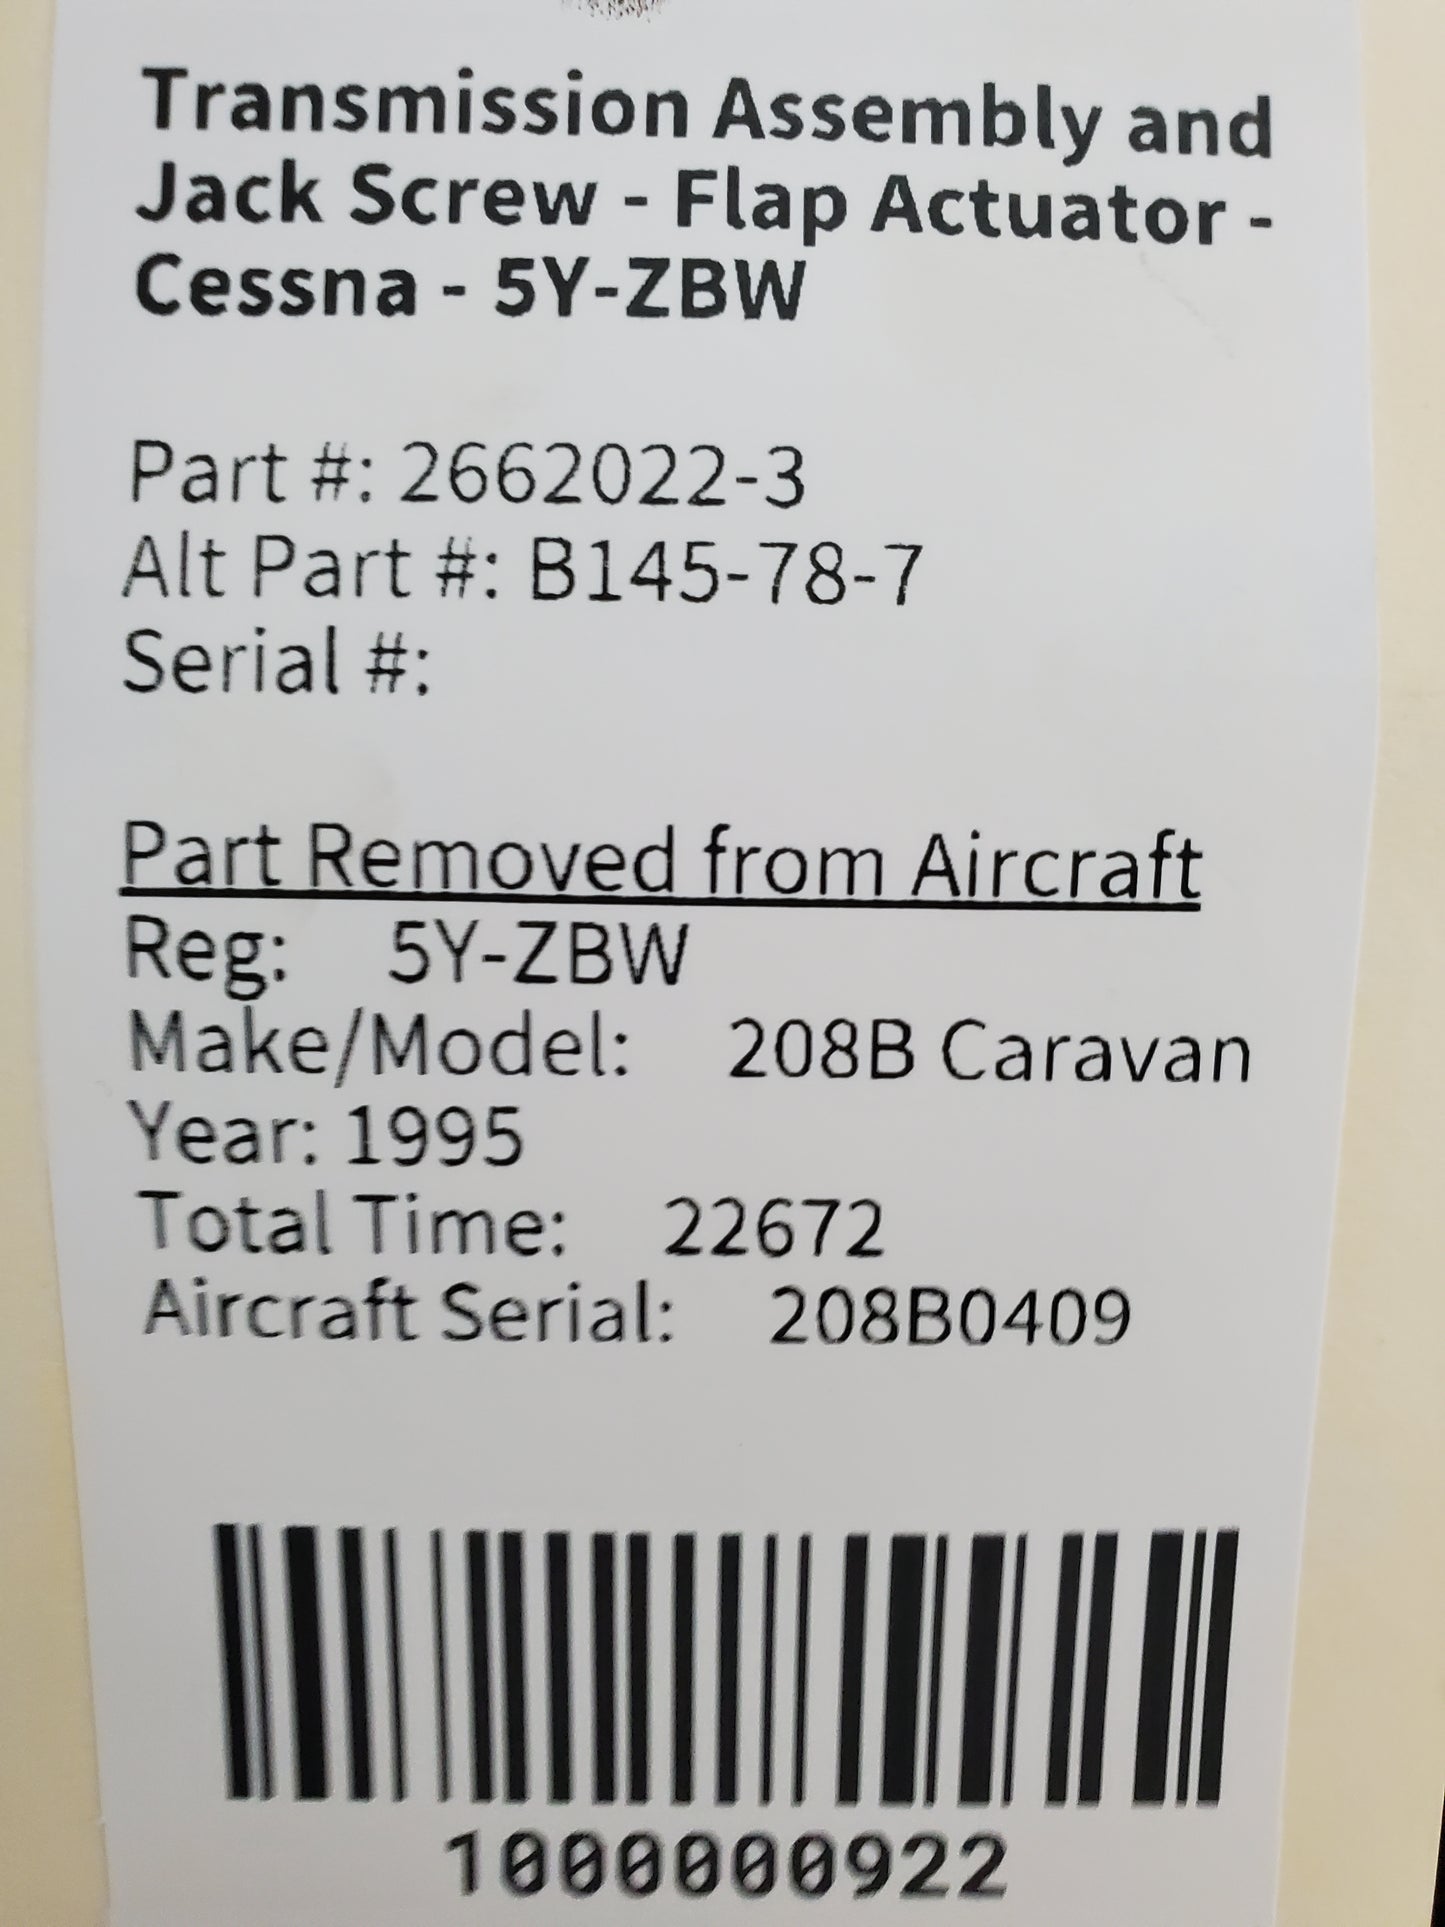 Transmission Assembly and
Jack Screw - Flap Actuator -
Cessna - 5Y-ZBW
Part #: 2662022-3
Alt Part #: B145-78-7
Serial #:
Part Removed from Aircraft
Reg: 5Y-ZBW
Make/Model: 208B Caravan
Year: 1995
Total Time: 22672
Aircraft Serial: 208B0409
1000000922